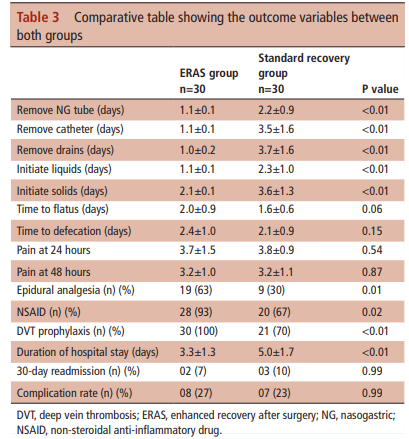 Table 3 Comparative table showing the outcome variables between
both groups
ERAS group n=30 Standard recovery group n=30 P value
Remove NG tube (days) 1.1±0.1 2.2±0.9 <0.01
Remove catheter (days) 1.1±0.1 3.5±1.6 <0.01
Remove drains (days) 1.0±0.2 3.7±1.6 <0.01
Initiate liquids (days) 1.1±0.1 2.3±1.0 <0.01
Initiate solids (days) 2.1±0.1 3.6±1.3 <0.01
Time to flatus (days) 2.0±0.9 1.6±0.6 0.06
Time to defecation (days) 2.4±1.0 2.1±0.9 0.15
Pain at 24 hours 3.7±1.5 3.8±0.9 0.54
Pain at 48 hours 3.2±1.0 3.2±1.1 0.87
Epidural analgesia (n) (%) 19 (63) 9 (30) 0.01
NSAID (n) (%) 28 (93) 20 (67) 0.02
DVT prophylaxis (n) (%) 30 (100) 21 (70) <0.01
Duration of hospital stay (days) 3.3±1.3 5.0±1.7 <0.01
30-day readmission (n) (%) 02 (7) 03 (10) 0.99
Complication rate (n) (%) 08 (27) 07 (23) 0.99
DVT, deep vein thrombosis; ERAS, enhanced recovery after surgery; NG, nasogastric;
NSAID, non-steroidal anti-inflammatory drug.